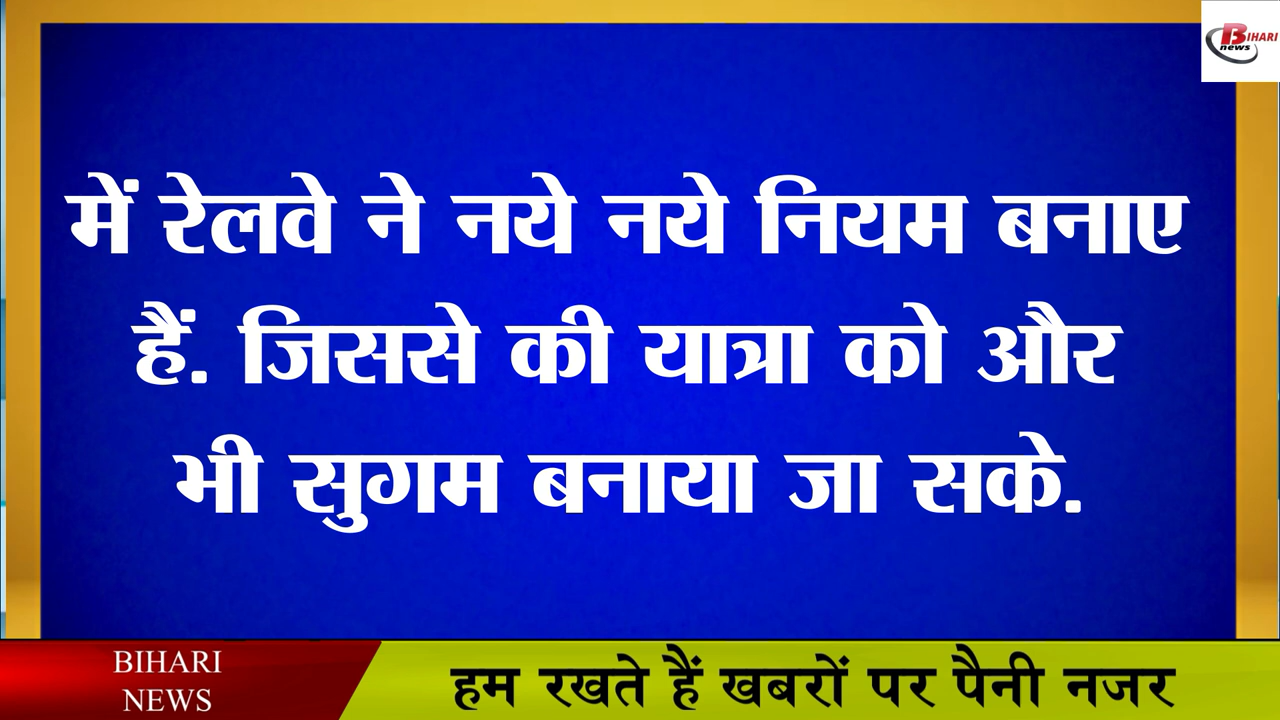 BIHARI
news
में रेलवे ने नये नये नियम बनाए
हैं. जिससे की यात्रा को और
भी सुगम बनाया जा सके.
BIHARI
NEWS
हम रखते हैं खबरों पर पैनी नजर